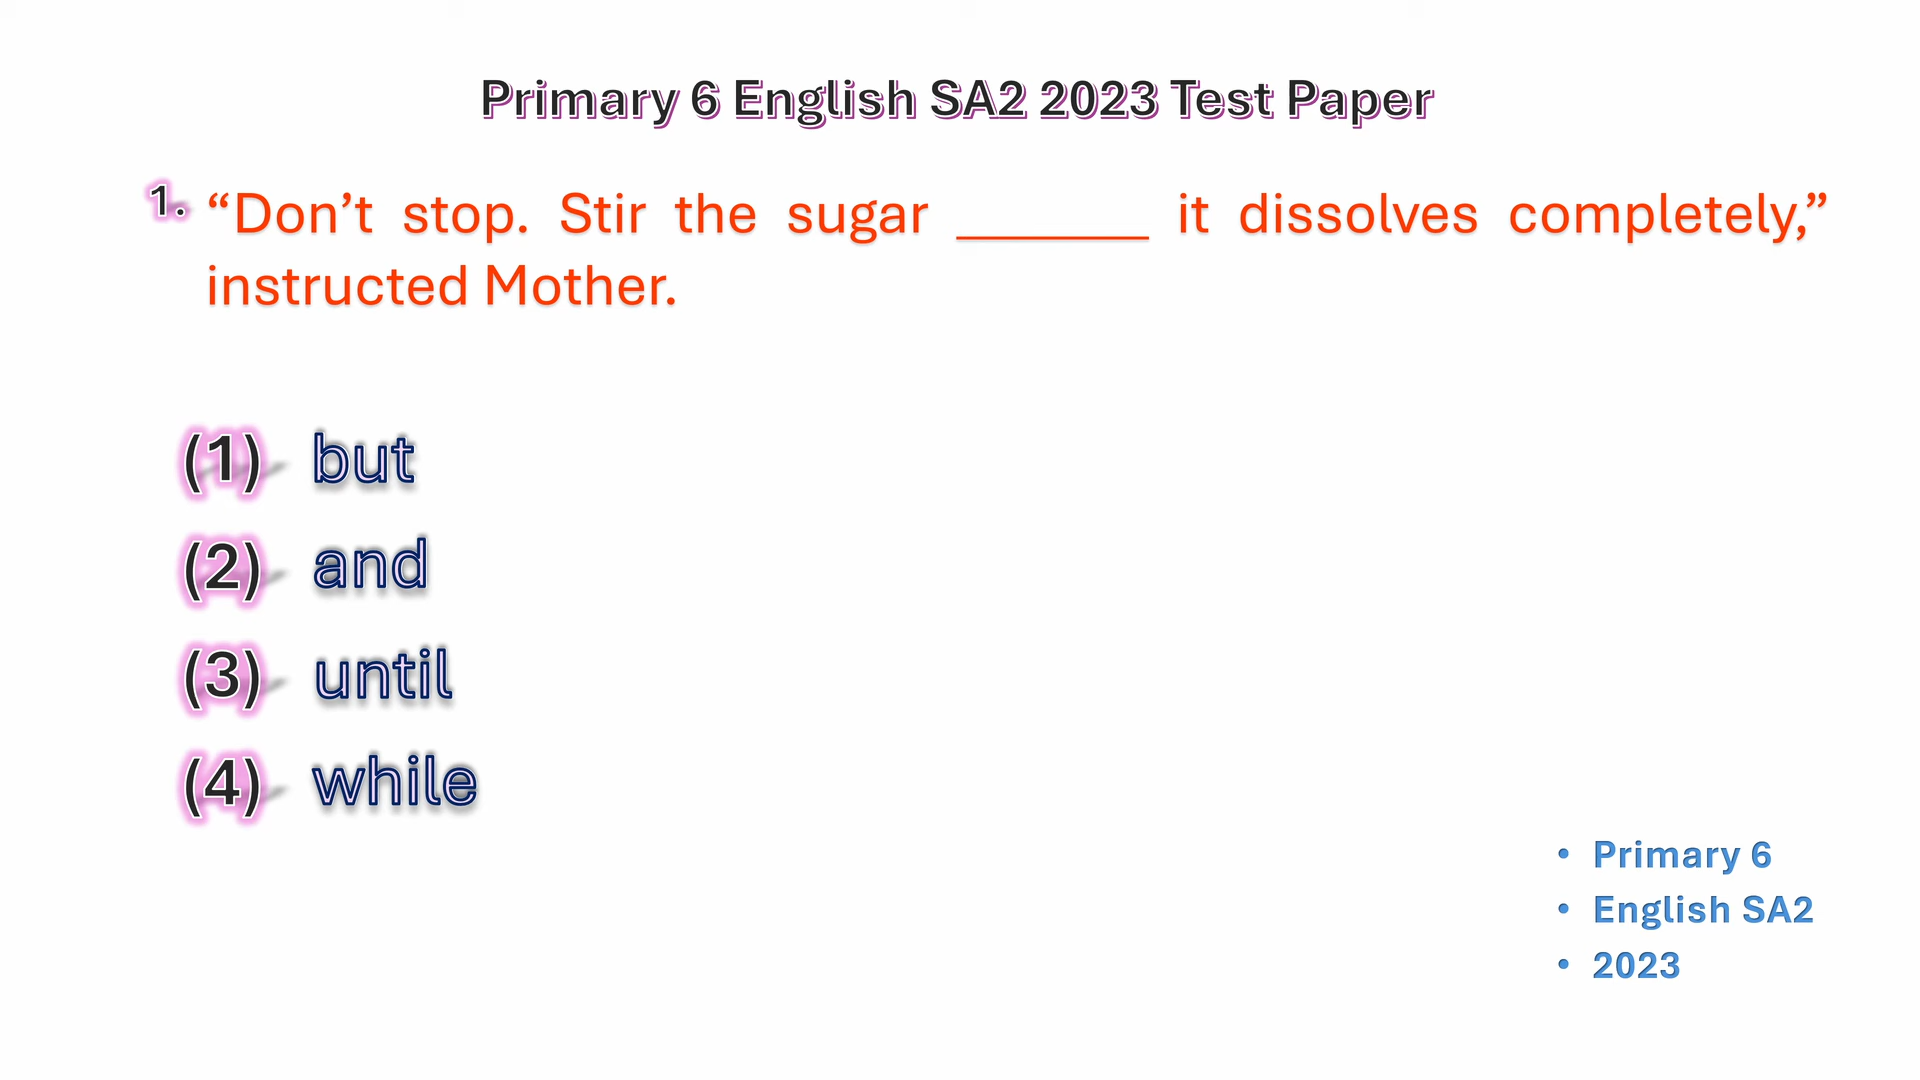 Primary 6 English SA2 2023 Test Paper
1. “Don’t stop. Stir the sugar _______ it dissolves completely,”
instructed Mother.
(1) but
(2) and
(3) until
(4) while
• Primary 6
• English SA2
• 2023